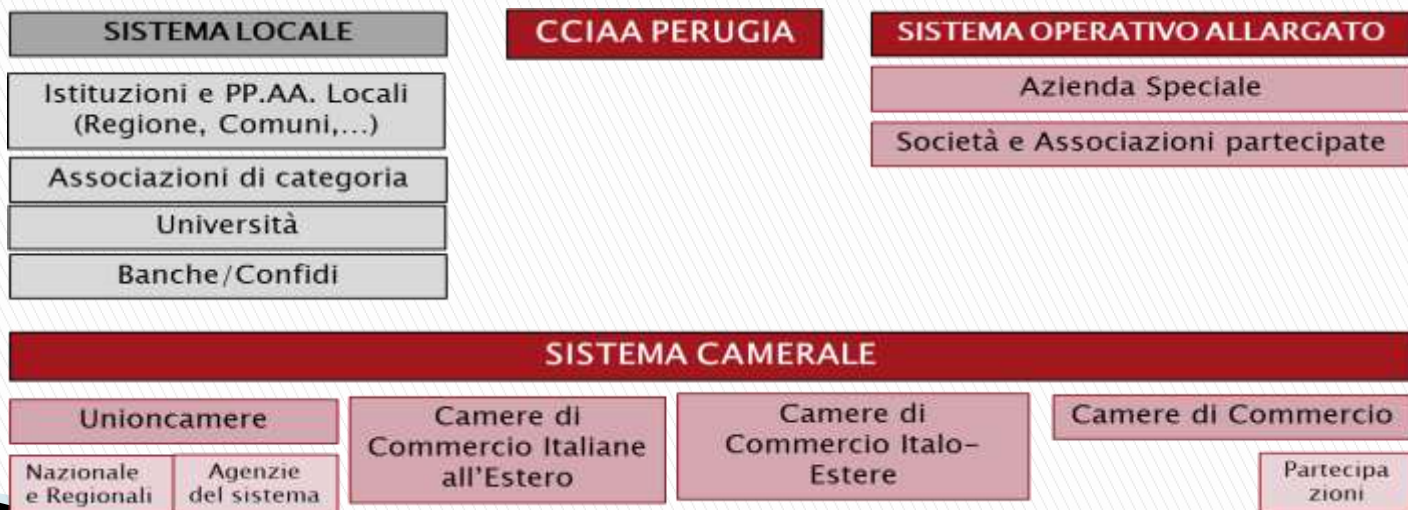 SISTEMA LOCALE
Istituzioni e PP.AA. Locali
(Regione, Comuni,...)
Associazioni di categoria
Università
Banche/Confidi
CCIAA PERUGIA
SISTEMA OPERATIVO ALLARGATO
Azienda Speciale
Società e Associazioni partecipate
SISTEMA CAMERALE
Unioncamere
Nazionale
e Regionali
Agenzie
del sistema
Camere di
Commercio Italiane
all'Estero
Camere di
Commercio Italo-
Estere
Camere di Commercio
Partecipa
zioni